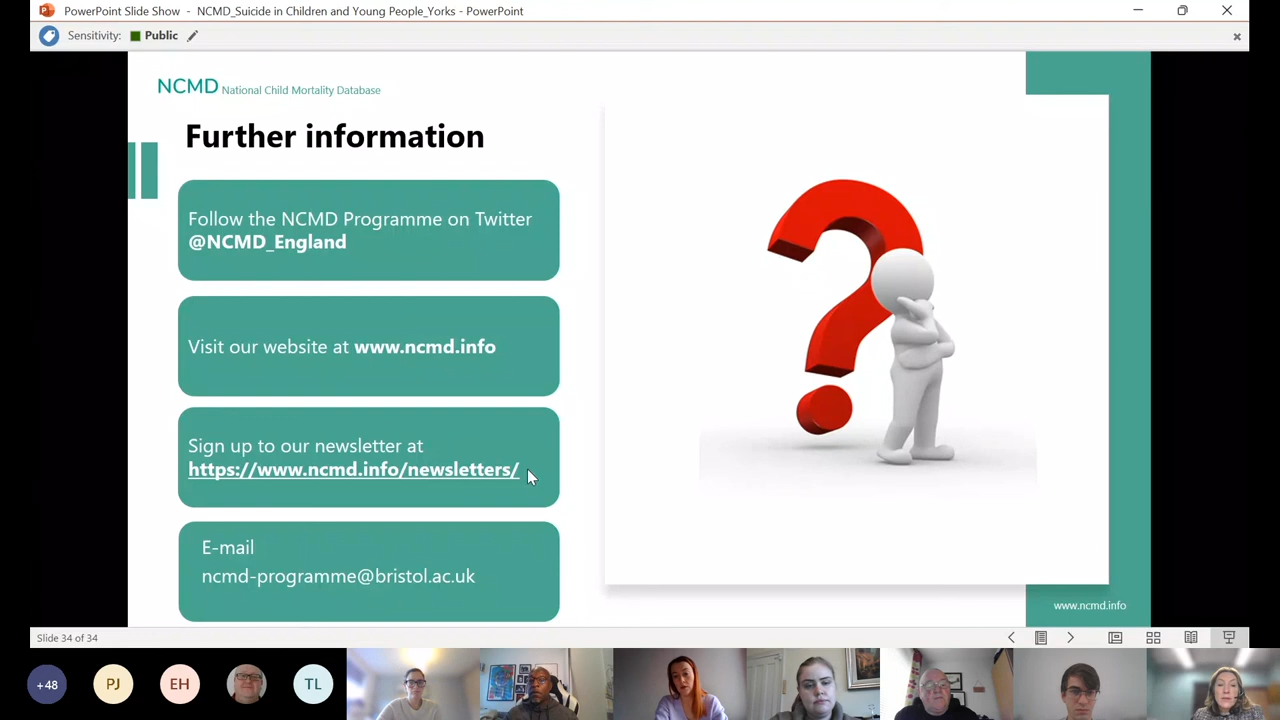 PowerPoint Slide Show - NCMD_Suicide in Children and Young People_Yorks - PowerPoint
Sensitivity: Public
NCMD National Child Mortality Database
Further information
Follow the NCMD Programme on Twitter
@NCMD_England
Visit our website at www.ncmd.info
Sign up to our newsletter at
https://www.ncmd.info/newsletters/
E-mail
ncmd-programme@bristol.ac.uk
www.ncmd.info
Slide 34 of 34
+48
PJ
EH
TL